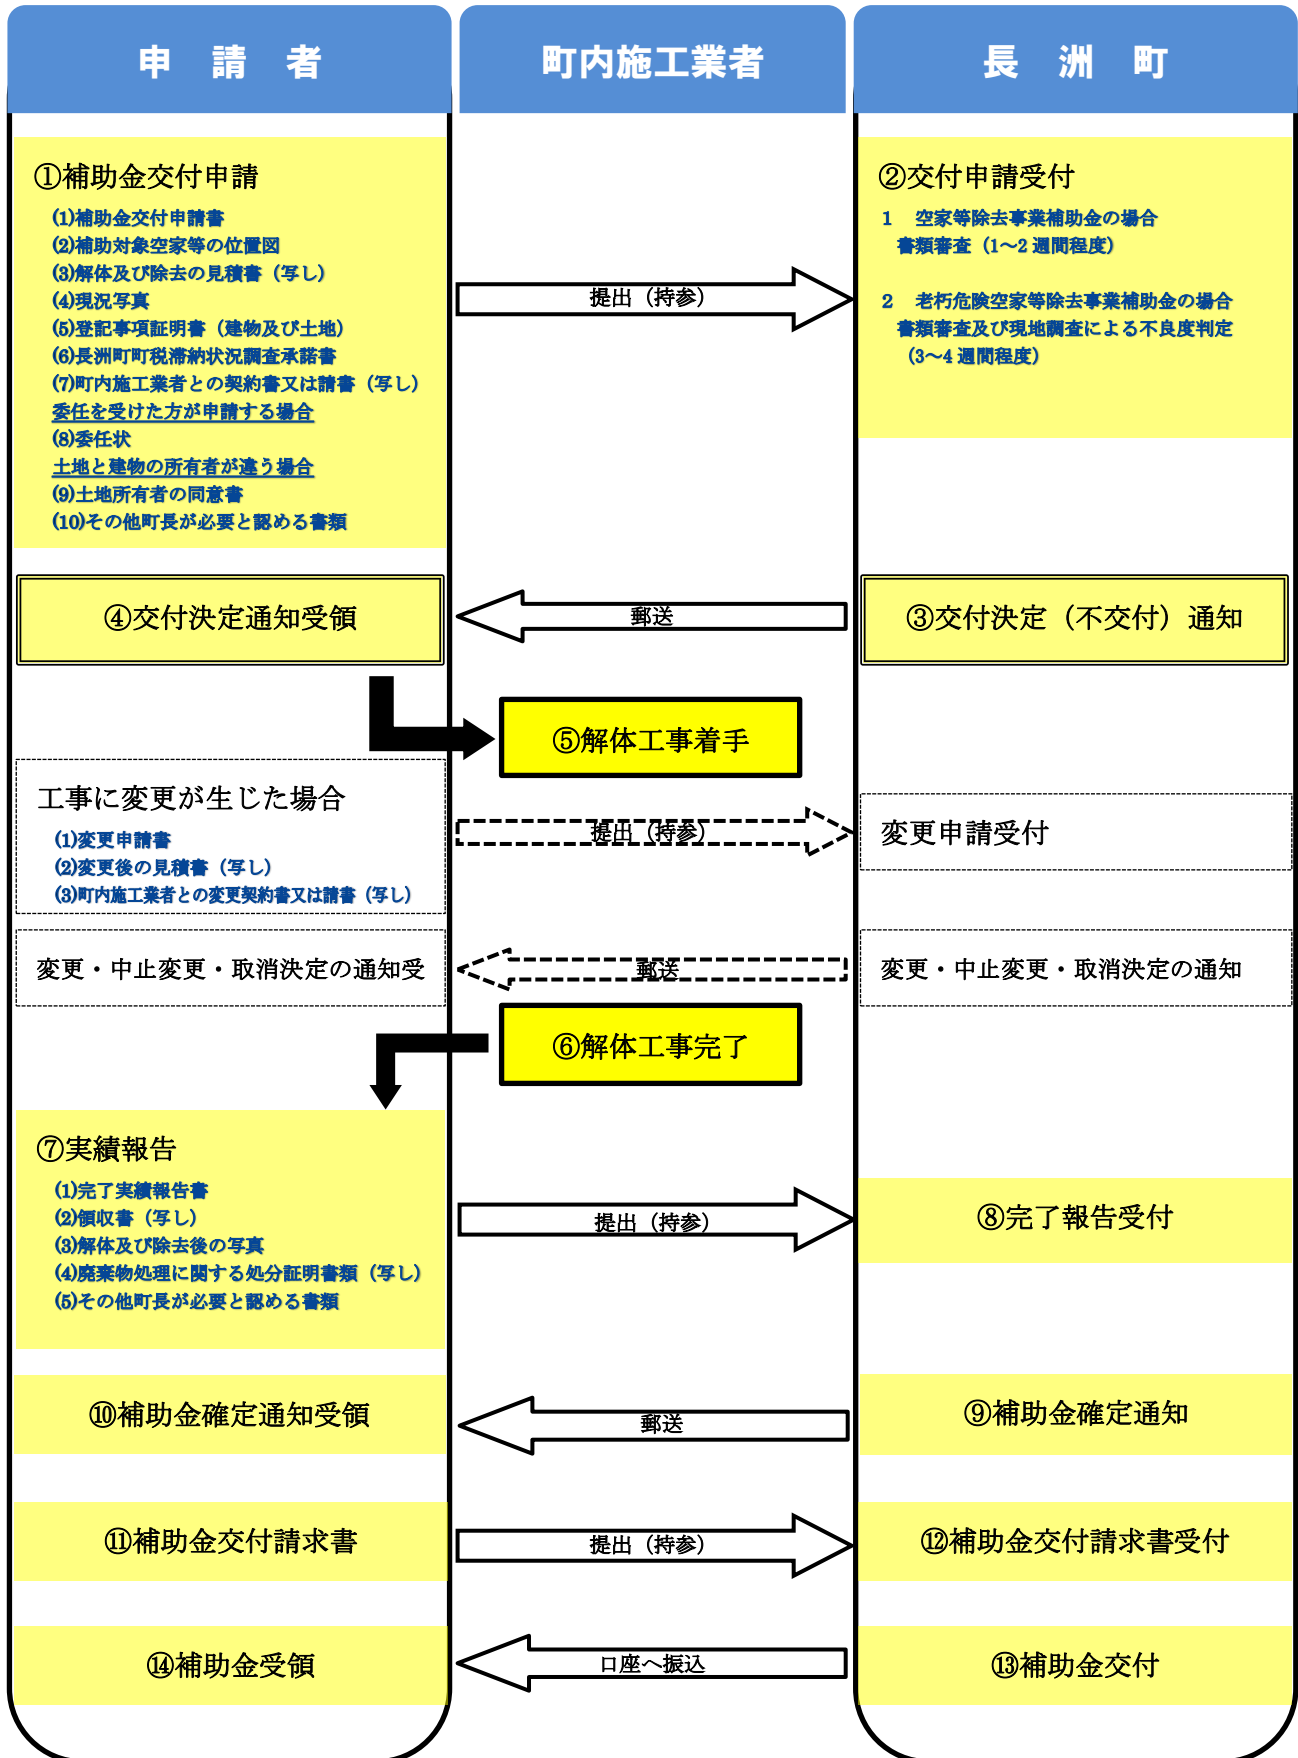 申　請　者
町内施工業者
長　洲　町
①補助金交付申請
(1)補助金交付申請書
(2)補助対象空家等の位置図
(3)解体及び除去の見積書（写し）
(4)現況写真
(5)登記事項証明書（建物及び土地）
(6)長洲町町税滞納状況調査承諾書
(7)町内施工業者との契約書又は請書（写し）
委任を受けた方が申請する場合
(8)委任状
土地と建物の所有者が違う場合
(9)土地所有者の同意書
(10)その他町長が必要と認める書類
提出（持参）
②交付申請受付
1　空家等除去事業補助金の場合
書類審査（1～2 週間程度）
2　老朽危険空家等除去事業補助金の場合
書類審査及び現地調査による不良度判定
（3～4 週間程度）
④交付決定通知受領
郵送
③交付決定（不交付）通知
⑤解体工事着手
工事に変更が生じた場合
(1)変更申請書
(2)変更後の見積書（写し）
(3)町内施工業者との変更契約書又は請書（写し）
提出（持参）
変更申請受付
変更・中止変更・取消決定の通知受
郵送
変更・中止変更・取消決定の通知
⑥解体工事完了
⑦実績報告
(1)完了実績報告書
(2)領収書（写し）
(3)解体及び除去後の写真
(4)廃棄物処理に関する処分証明書類（写し）
(5)その他町長が必要と認める書類
提出（持参）
⑧完了報告受付
⑩補助金確定通知受領
郵送
⑨補助金確定通知
⑪補助金交付請求書
提出（持参）
⑫補助金交付請求書受付
⑭補助金受領
口座へ振込
⑬補助金交付